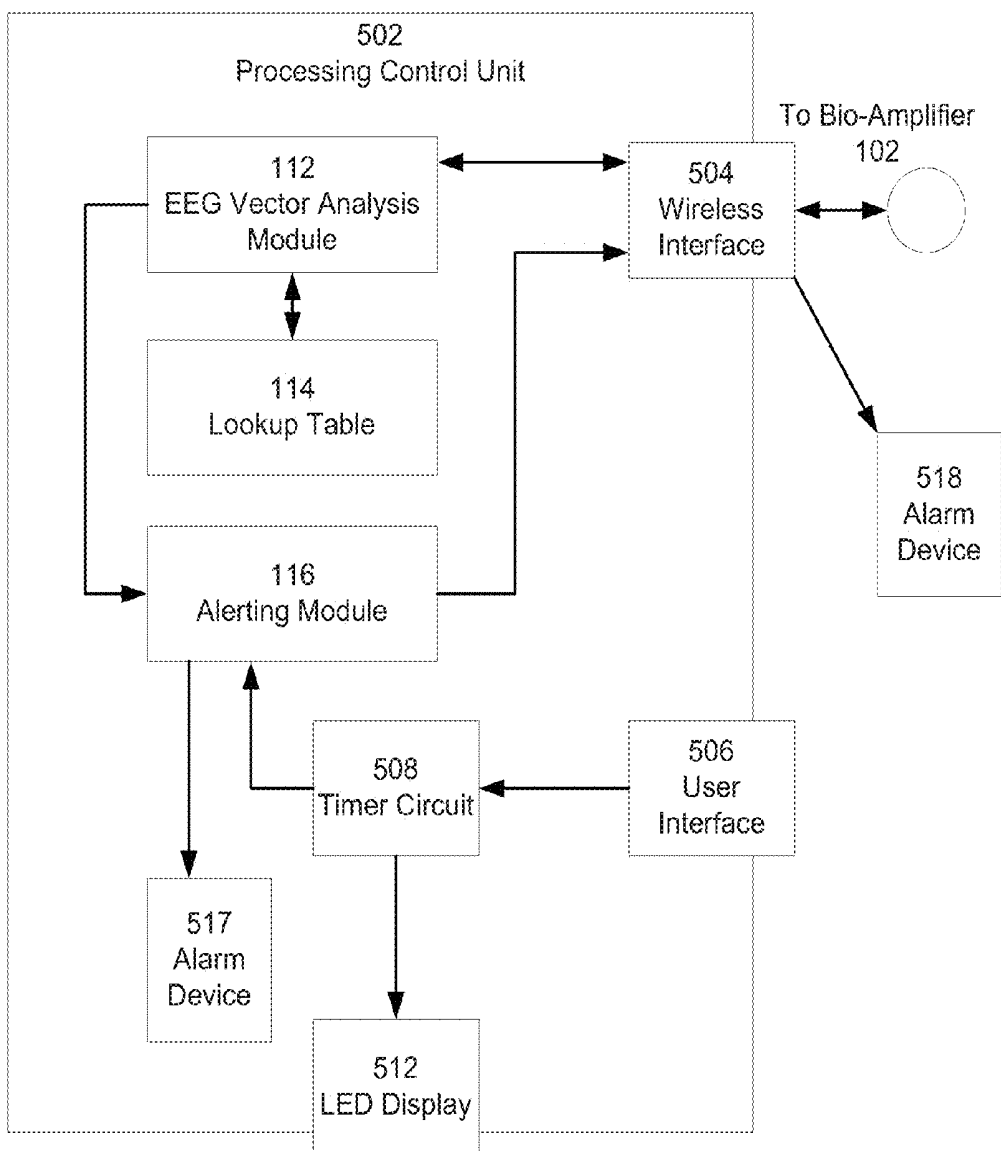 502
Processing Control Unit
To Bio-Amplifier
102
112
EEG Vector Analysis
Module
504
Wireless
Interface
114
Lookup Table
518
Alarm
Device
116
Alerting Module
508
Timer Circuit
506
User
Interface
517
Alarm
Device
512
LED Display